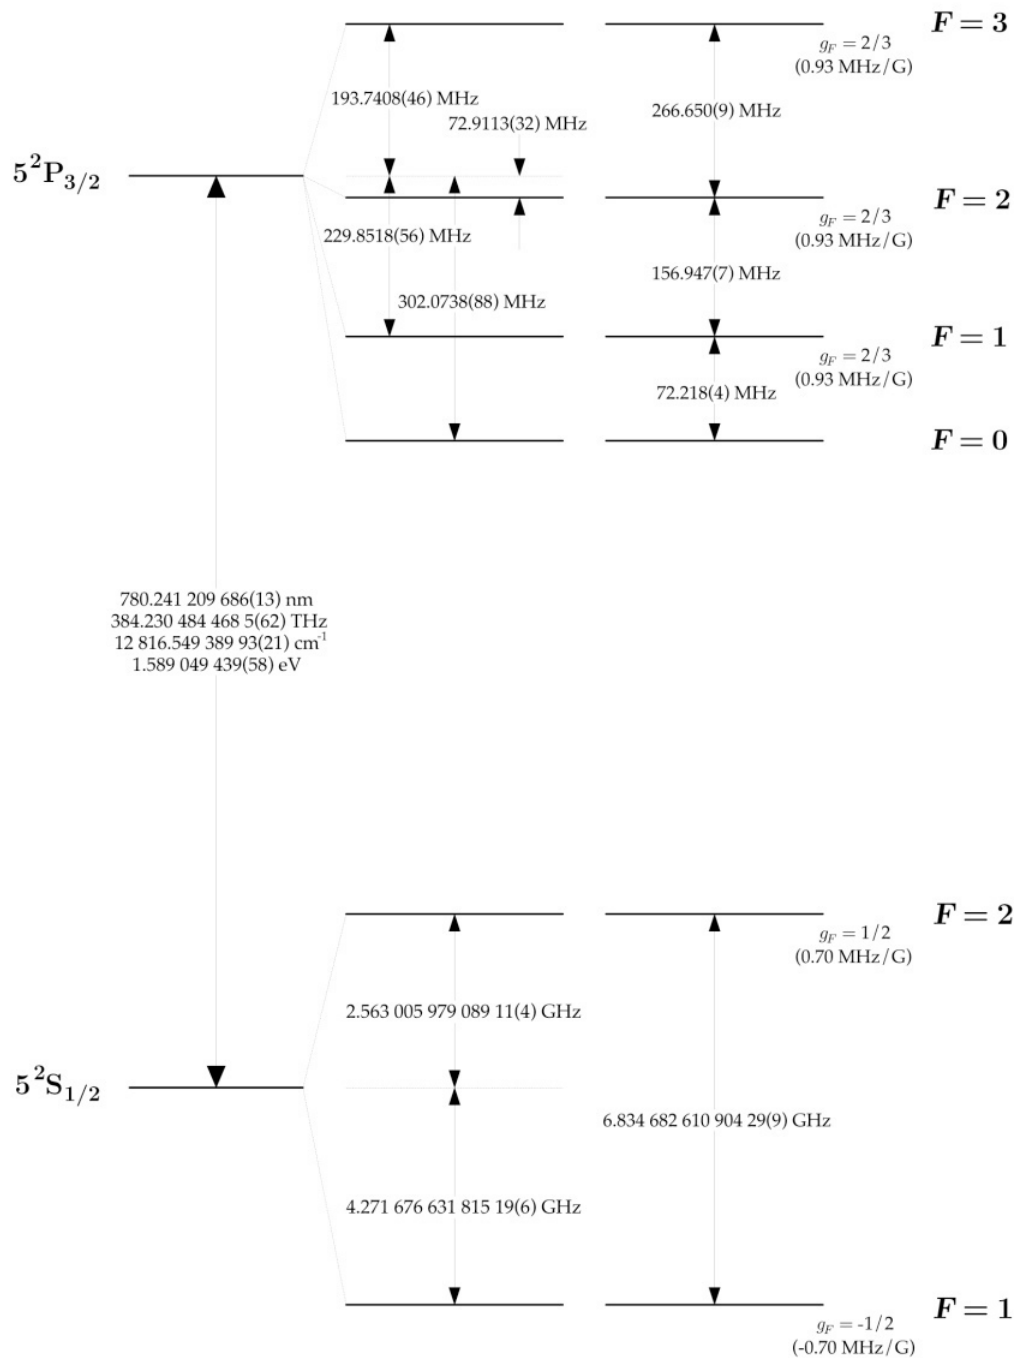 F = 3
g_F = 2/3
(0.93 MHz/G)
193.7408(46) MHz
266.650(9) MHz
72.9113(32) MHz
5²P₃/₂
F = 2
g_F = 2/3
(0.93 MHz/G)
229.8518(56) MHz
156.947(7) MHz
302.0738(88) MHz
F = 1
g_F = 2/3
(0.93 MHz/G)
72.218(4) MHz
F = 0
780.241 209 686(13) nm
384.230 484 468 5(62) THz
12 816.549 389 93(21) cm⁻¹
1.589 049 439(58) eV
F = 2
g_F = 1/2
(0.70 MHz/G)
2.563 005 979 089 11(4) GHz
5²S₁/₂
6.834 682 610 904 29(9) GHz
4.271 676 631 815 19(6) GHz
F = 1
g_F = -1/2
(-0.70 MHz/G)